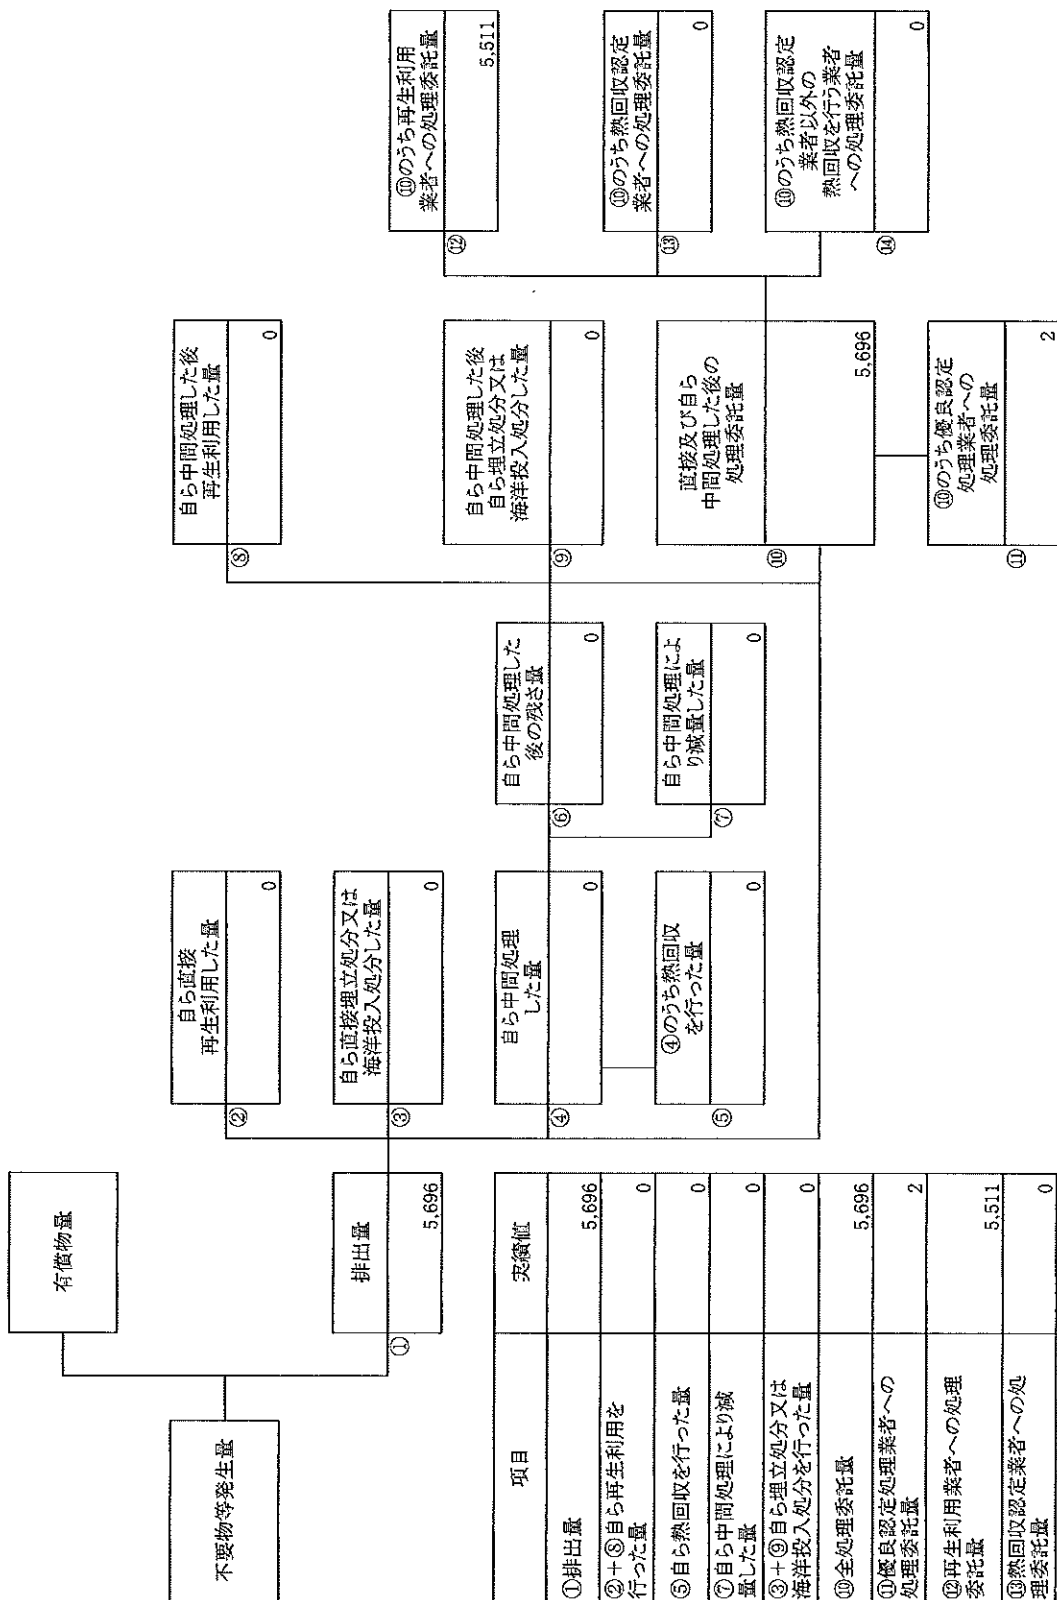 不要物等発生量
有償物量
排出量
①
5,696
自ら直接
再生利用した量
②
0
自ら直接埋立処分又は
海洋投入処分した量
③
0
自ら中間処理
した量
④
0
④のうち熱回収
を行った量
⑤
0
自ら中間処理した
後の残さ量
⑥
0
自ら中間処理によ
り減量した量
⑦
0
自ら中間処理した後
再生利用した量
⑧
0
自ら中間処理した後
自ら埋立処分又は
海洋投入処分した量
⑨
0
直接及び自ら
中間処理した後の
処理委託量
⑩
5,696
⑩のうち優良認定
処理業者への
処理委託量
⑪
2
⑩のうち再生利用
業者への処理委託量
⑫
5,511
⑩のうち熱回収認定
業者への処理委託量
⑬
0
⑩のうち熱回収認定
業者以外の
熱回収を行う業者
への処理委託量
⑭
0
項目 実績値
①排出量 5,696
②+⑧自ら再生利用を
行った量 0
⑤自ら熱回収を行った量 0
⑦自ら中間処理により減
量した量 0
③+⑨自ら埋立処分又は
海洋投入処分を行った量 0
⑩全処理委託量 5,696
⑪優良認定処理業者への
処理委託量 2
⑫再生利用業者への処理
委託量 5,511
⑬熱回収認定業者への処
理委託量 0